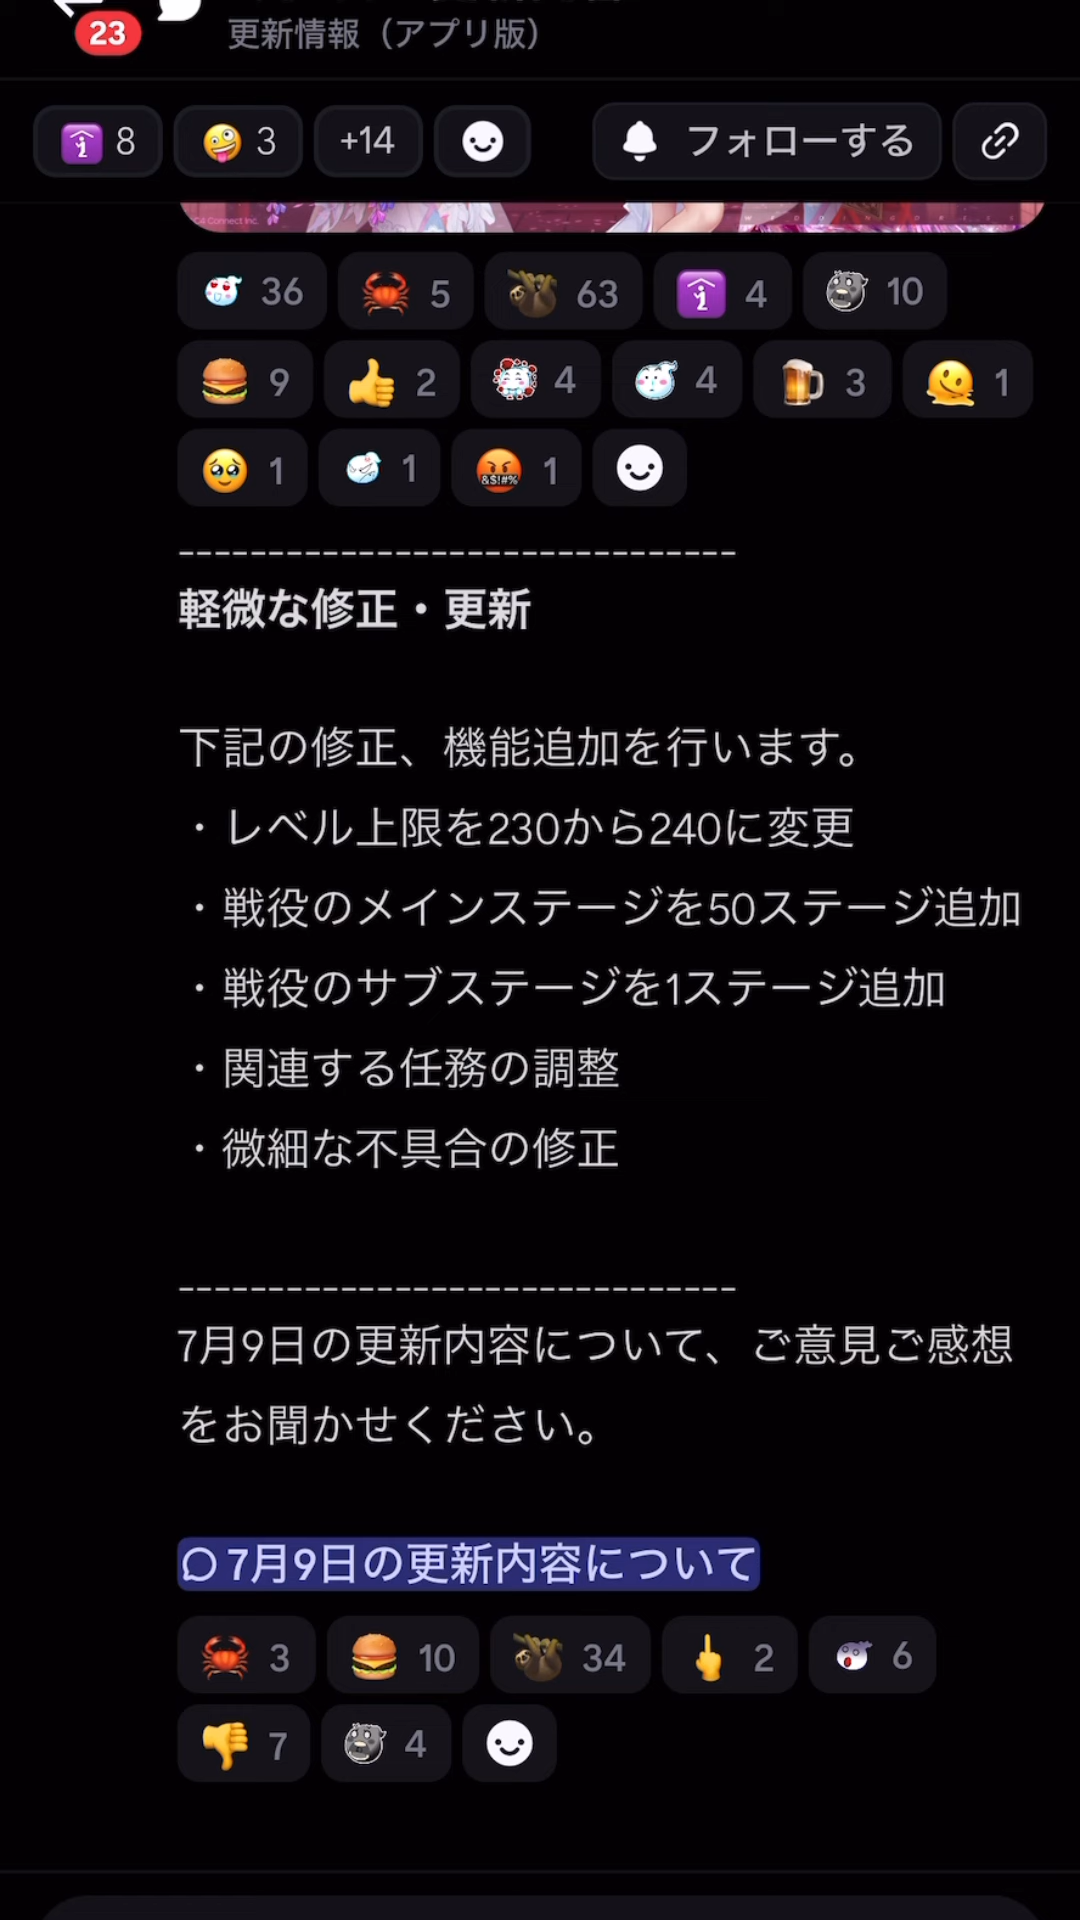 23
更新情報（アプリ版）
8 3 +14 フォローする
C4 Connect Inc.
36 5 63 4 10
9 2 4 4 3 1
1 1 1
-------------------------------
軽微な修正・更新
下記の修正、機能追加を行います。
・レベル上限を230から240に変更
・戦役のメインステージを50ステージ追加
・戦役のサブステージを1ステージ追加
・関連する任務の調整
・微細な不具合の修正
-------------------------------
7月9日の更新内容について、ご意見ご感想
をお聞かせください。
7月9日の更新内容について
3 10 34 2 6
7 4